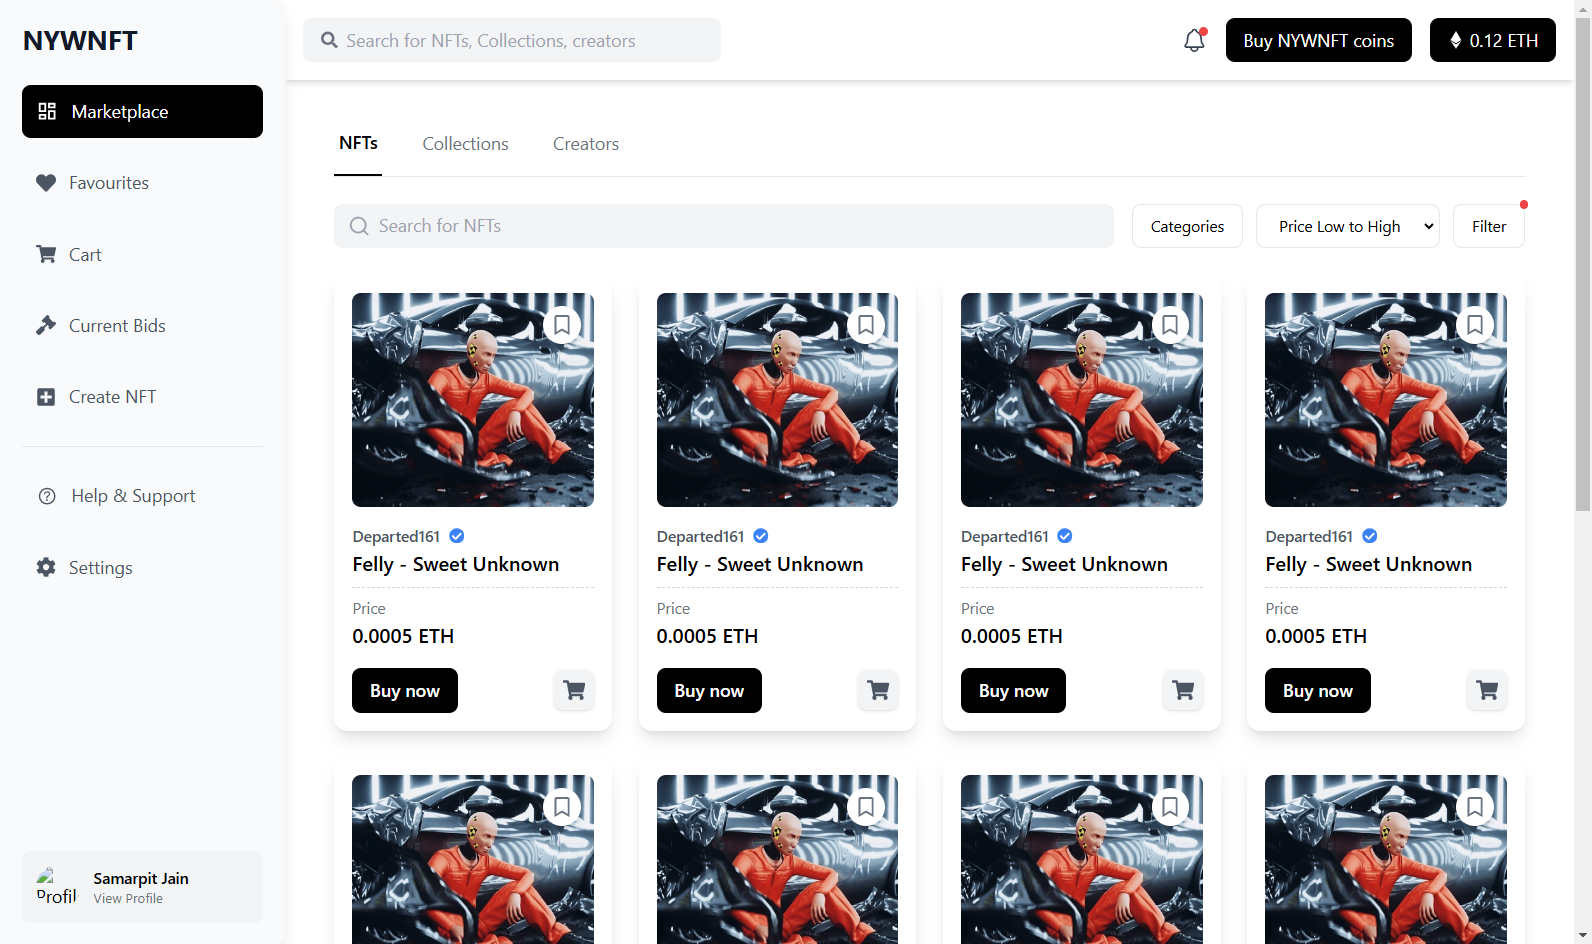 NYWNFT
Search for NFTs, Collections, creators
Buy NYWNFT coins
0.12 ETH
Marketplace
Favourites
Cart
Current Bids
Create NFT
Help & Support
Settings
Profil
Samarpit Jain
View Profile
NFTs
Collections
Creators
Search for NFTs
Categories
Price Low to High
Filter
Departed161
Felly - Sweet Unknown
Price
0.0005 ETH
Buy now
Departed161
Felly - Sweet Unknown
Price
0.0005 ETH
Buy now
Departed161
Felly - Sweet Unknown
Price
0.0005 ETH
Buy now
Departed161
Felly - Sweet Unknown
Price
0.0005 ETH
Buy now